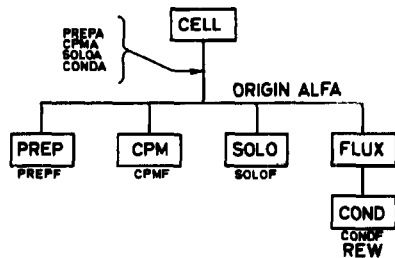 CELL
PREPA
CPMA
SOLOA
CONDA
ORIGIN ALFA
PREP CPM SOLO FLUX
PREPF CPMF SOLOF
COND
CONDF
REW